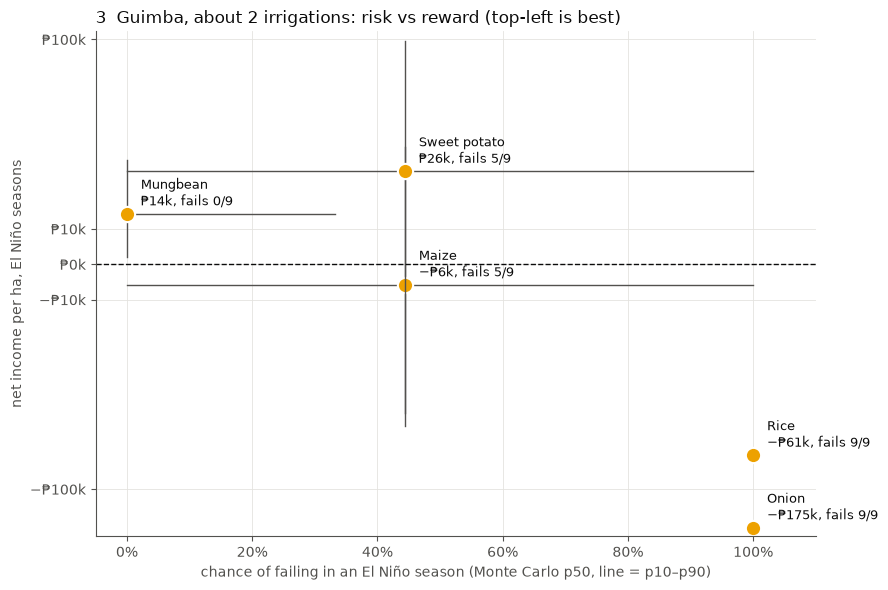 3  Guimba, about 2 irrigations: risk vs reward (top-left is best)
net income per ha, El Niño seasons
₱100k
₱10k
₱0k
−₱10k
−₱100k
Sweet potato
₱26k, fails 5/9
Mungbean
₱14k, fails 0/9
Maize
−₱6k, fails 5/9
Rice
−₱61k, fails 9/9
Onion
−₱175k, fails 9/9
0%
20%
40%
60%
80%
100%
chance of failing in an El Niño season (Monte Carlo p50, line = p10–p90)